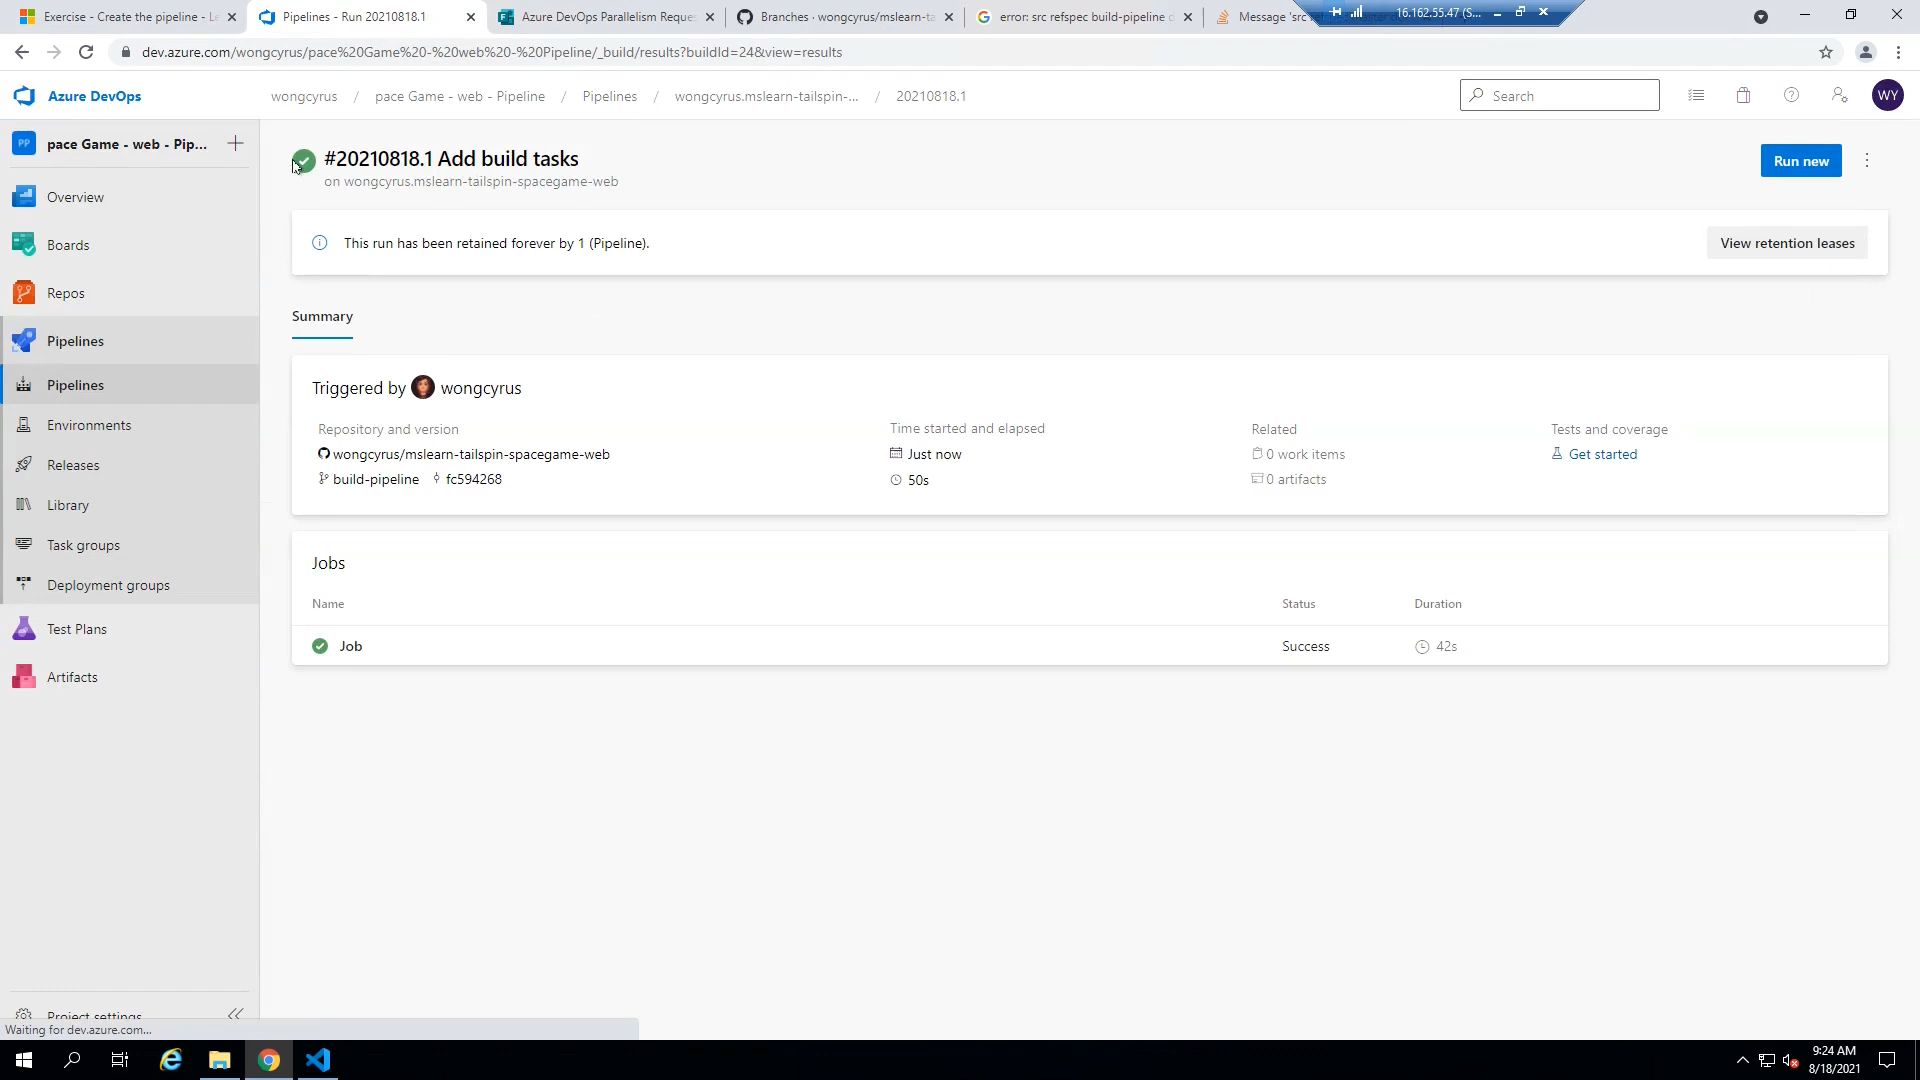 Exercise - Create the pipeline - Le
Pipelines - Run 20210818.1
Azure DevOps Parallelism Reques
Branches · wongcyrus/mslearn-ta
error: src refspec build-pipeline d
Message 'src
16.162.55.47 (S...
dev.azure.com/wongcyrus/pace%20Game%20-%20web%20-%20Pipeline/_build/results?buildId=24&view=results
Azure DevOps
wongcyrus / pace Game - web - Pipeline / Pipelines / wongcyrus.mslearn-tailspin-... / 20210818.1
Search
WY
PP
pace Game - web - Pip...
Overview
Boards
Repos
Pipelines
Pipelines
Environments
Releases
Library
Task groups
Deployment groups
Test Plans
Artifacts
Project settings
#20210818.1 Add build tasks
on wongcyrus.mslearn-tailspin-spacegame-web
Run new
This run has been retained forever by 1 (Pipeline).
View retention leases
Summary
Triggered by wongcyrus
Repository and version
wongcyrus/mslearn-tailspin-spacegame-web
build-pipeline fc594268
Time started and elapsed
Just now
50s
Related
0 work items
0 artifacts
Tests and coverage
Get started
Jobs
Name Status Duration
Job Success 42s
Waiting for dev.azure.com...
9:24 AM
8/18/2021